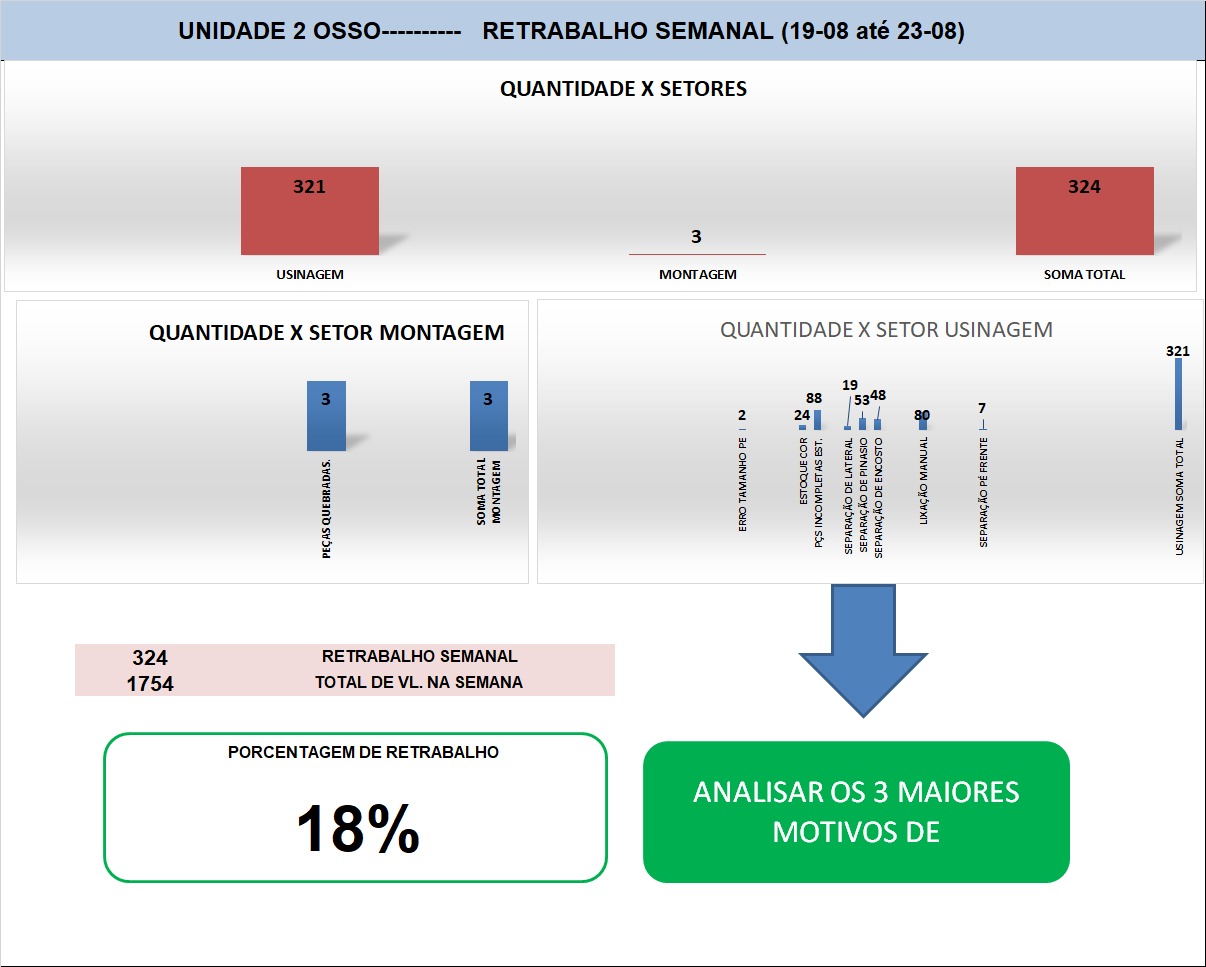 UNIDADE 2 OSSO---------- RETRABALHO SEMANAL (19-08 até 23-08)
QUANTIDADE X SETORES
321
3
324
USINAGEM
MONTAGEM
SOMA TOTAL
QUANTIDADE X SETOR MONTAGEM
3
3
PEÇAS QUEBRADAS.
SOMA TOTAL
MONTAGEM
QUANTIDADE X SETOR USINAGEM
2
24
88
19
53
48
80
7
321
ERRO TAMANHO PE
ESTOQUE COR
PÇS INCOMPLETAS EST.
SEPARAÇÃO DE LATERAL
SEPARAÇÃO DE PINASIO
SEPARAÇÃO DE ENCOSTO
LIXAÇÃO MANUAL
SEPARAÇÃO PÉ FRENTE
USINAGEM SOMA TOTAL
324 RETRABALHO SEMANAL
1754 TOTAL DE VL. NA SEMANA
PORCENTAGEM DE RETRABALHO
18%
ANALISAR OS 3 MAIORES
MOTIVOS DE